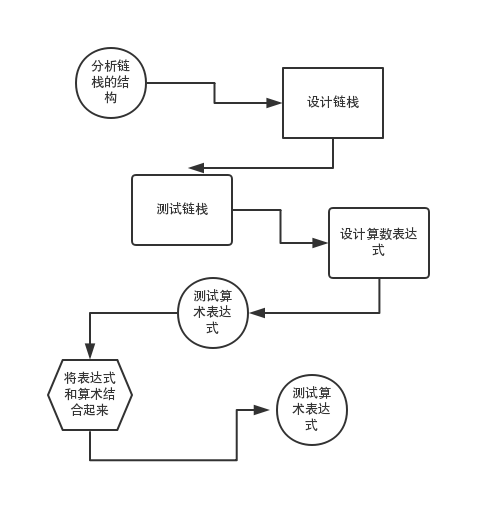 分析链
栈的结
构
设计链栈
测试链栈
设计算数表达
式
测试算
术表达
式
将表达式
和算术结
合起来
测试算
术表达
式